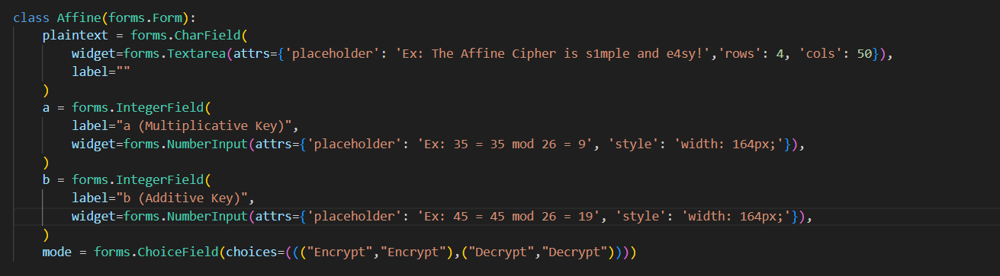 class Affine(forms.Form):
    plaintext = forms.CharField(
        widget=forms.Textarea(attrs={'placeholder': 'Ex: The Affine Cipher is s1mple and e4sy!','rows': 4, 'cols': 50}),
        label=""
    )
    a = forms.IntegerField(
        label="a (Multiplicative Key)",
        widget=forms.NumberInput(attrs={'placeholder': 'Ex: 35 = 35 mod 26 = 9', 'style': 'width: 164px;'}),
    )
    b = forms.IntegerField(
        label="b (Additive Key)",
        widget=forms.NumberInput(attrs={'placeholder': 'Ex: 45 = 45 mod 26 = 19', 'style': 'width: 164px;'}),
    )
    mode = forms.ChoiceField(choices=((("Encrypt","Encrypt"),("Decrypt","Decrypt"))))